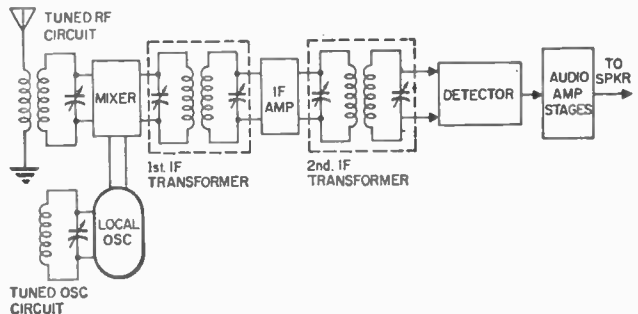 TUNED RF
CIRCUIT
MIXER
1st. IF
TRANSFORMER
IF
AMP
2nd. IF
TRANSFORMER
DETECTOR
AUDIO
AMP
STAGES
TO
SPKR
LOCAL
OSC
TUNED OSC
CIRCUIT